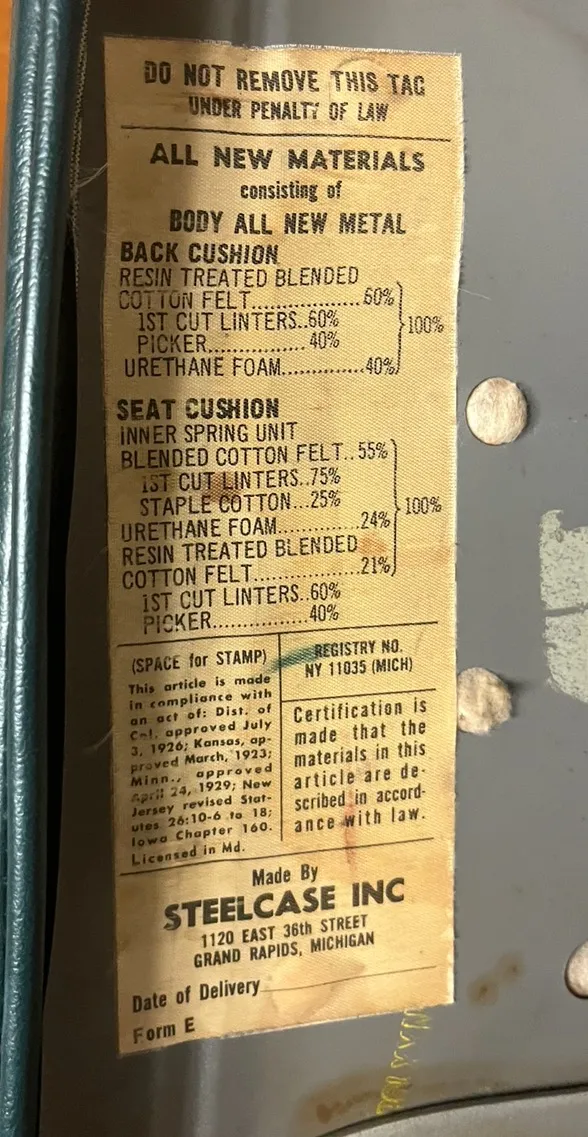 DO NOT REMOVE THIS TAG
UNDER PENALTY OF LAW
ALL NEW MATERIALS
consisting of
BODY ALL NEW METAL
BACK CUSHION
RESIN TREATED BLENDED
COTTON FELT..................60%
1ST CUT LINTERS..60%
PICKER...............40%
URETHANE FOAM..............40%
100%
SEAT CUSHION
INNER SPRING UNIT
BLENDED COTTON FELT..55%
1ST CUT LINTERS..75%
STAPLE COTTON...25%
URETHANE FOAM..............24%
RESIN TREATED BLENDED
COTTON FELT..................21%
100%
1ST CUT LINTERS..60%
PICKER...............40%
(SPACE for STAMP)
This article is made
in compliance with
an act of: Dist. of
Col. approved July
3, 1926; Kansas, ap-
proved March, 1923;
Minn., approved
April 24, 1929; New
Jersey revised Stat-
utes 26:10-6 to 18;
Iowa Chapter 160.
Licensed in Md.
REGISTRY NO.
NY 11035 (MICH)
Certification is
made that the
materials in this
article are de-
scribed in accord-
ance with law.
Made By
STEELCASE INC
1120 EAST 36th STREET
GRAND RAPIDS, MICHIGAN
Date of Delivery
Form E